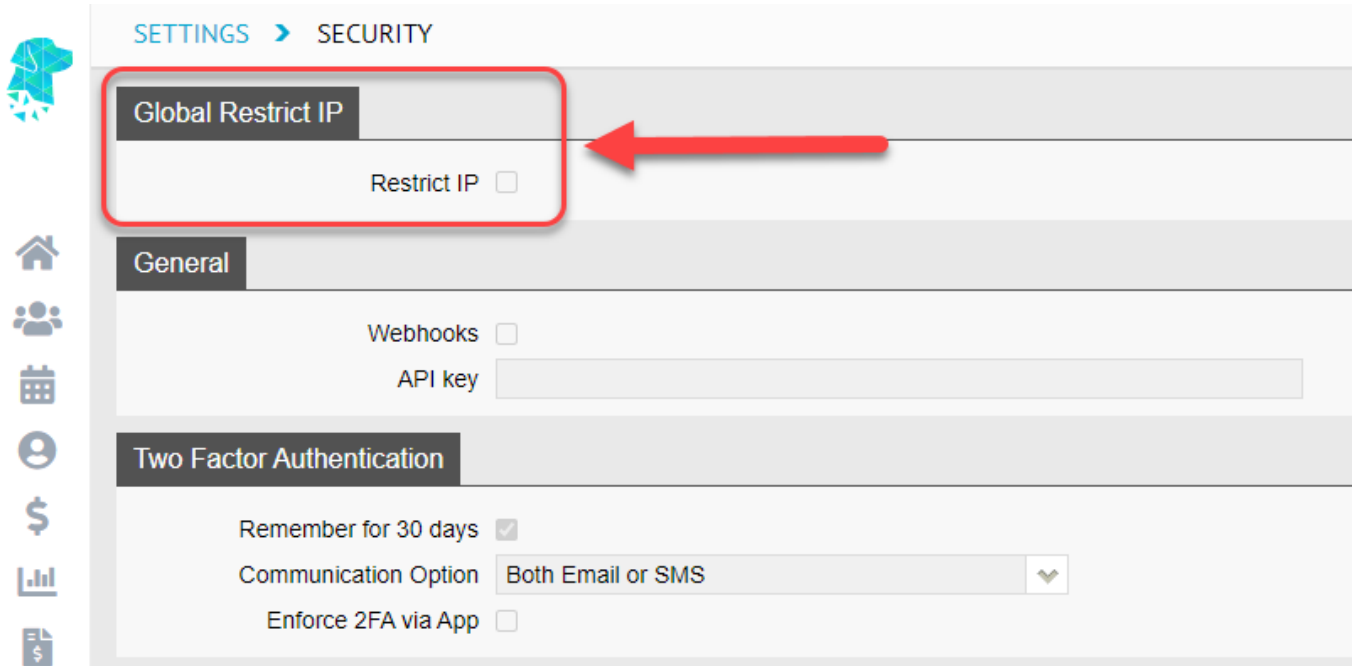 SETTINGS > SECURITY
Global Restrict IP
Restrict IP
General
Webhooks
API key
Two Factor Authentication
Remember for 30 days
Communication Option Both Email or SMS
Enforce 2FA via App